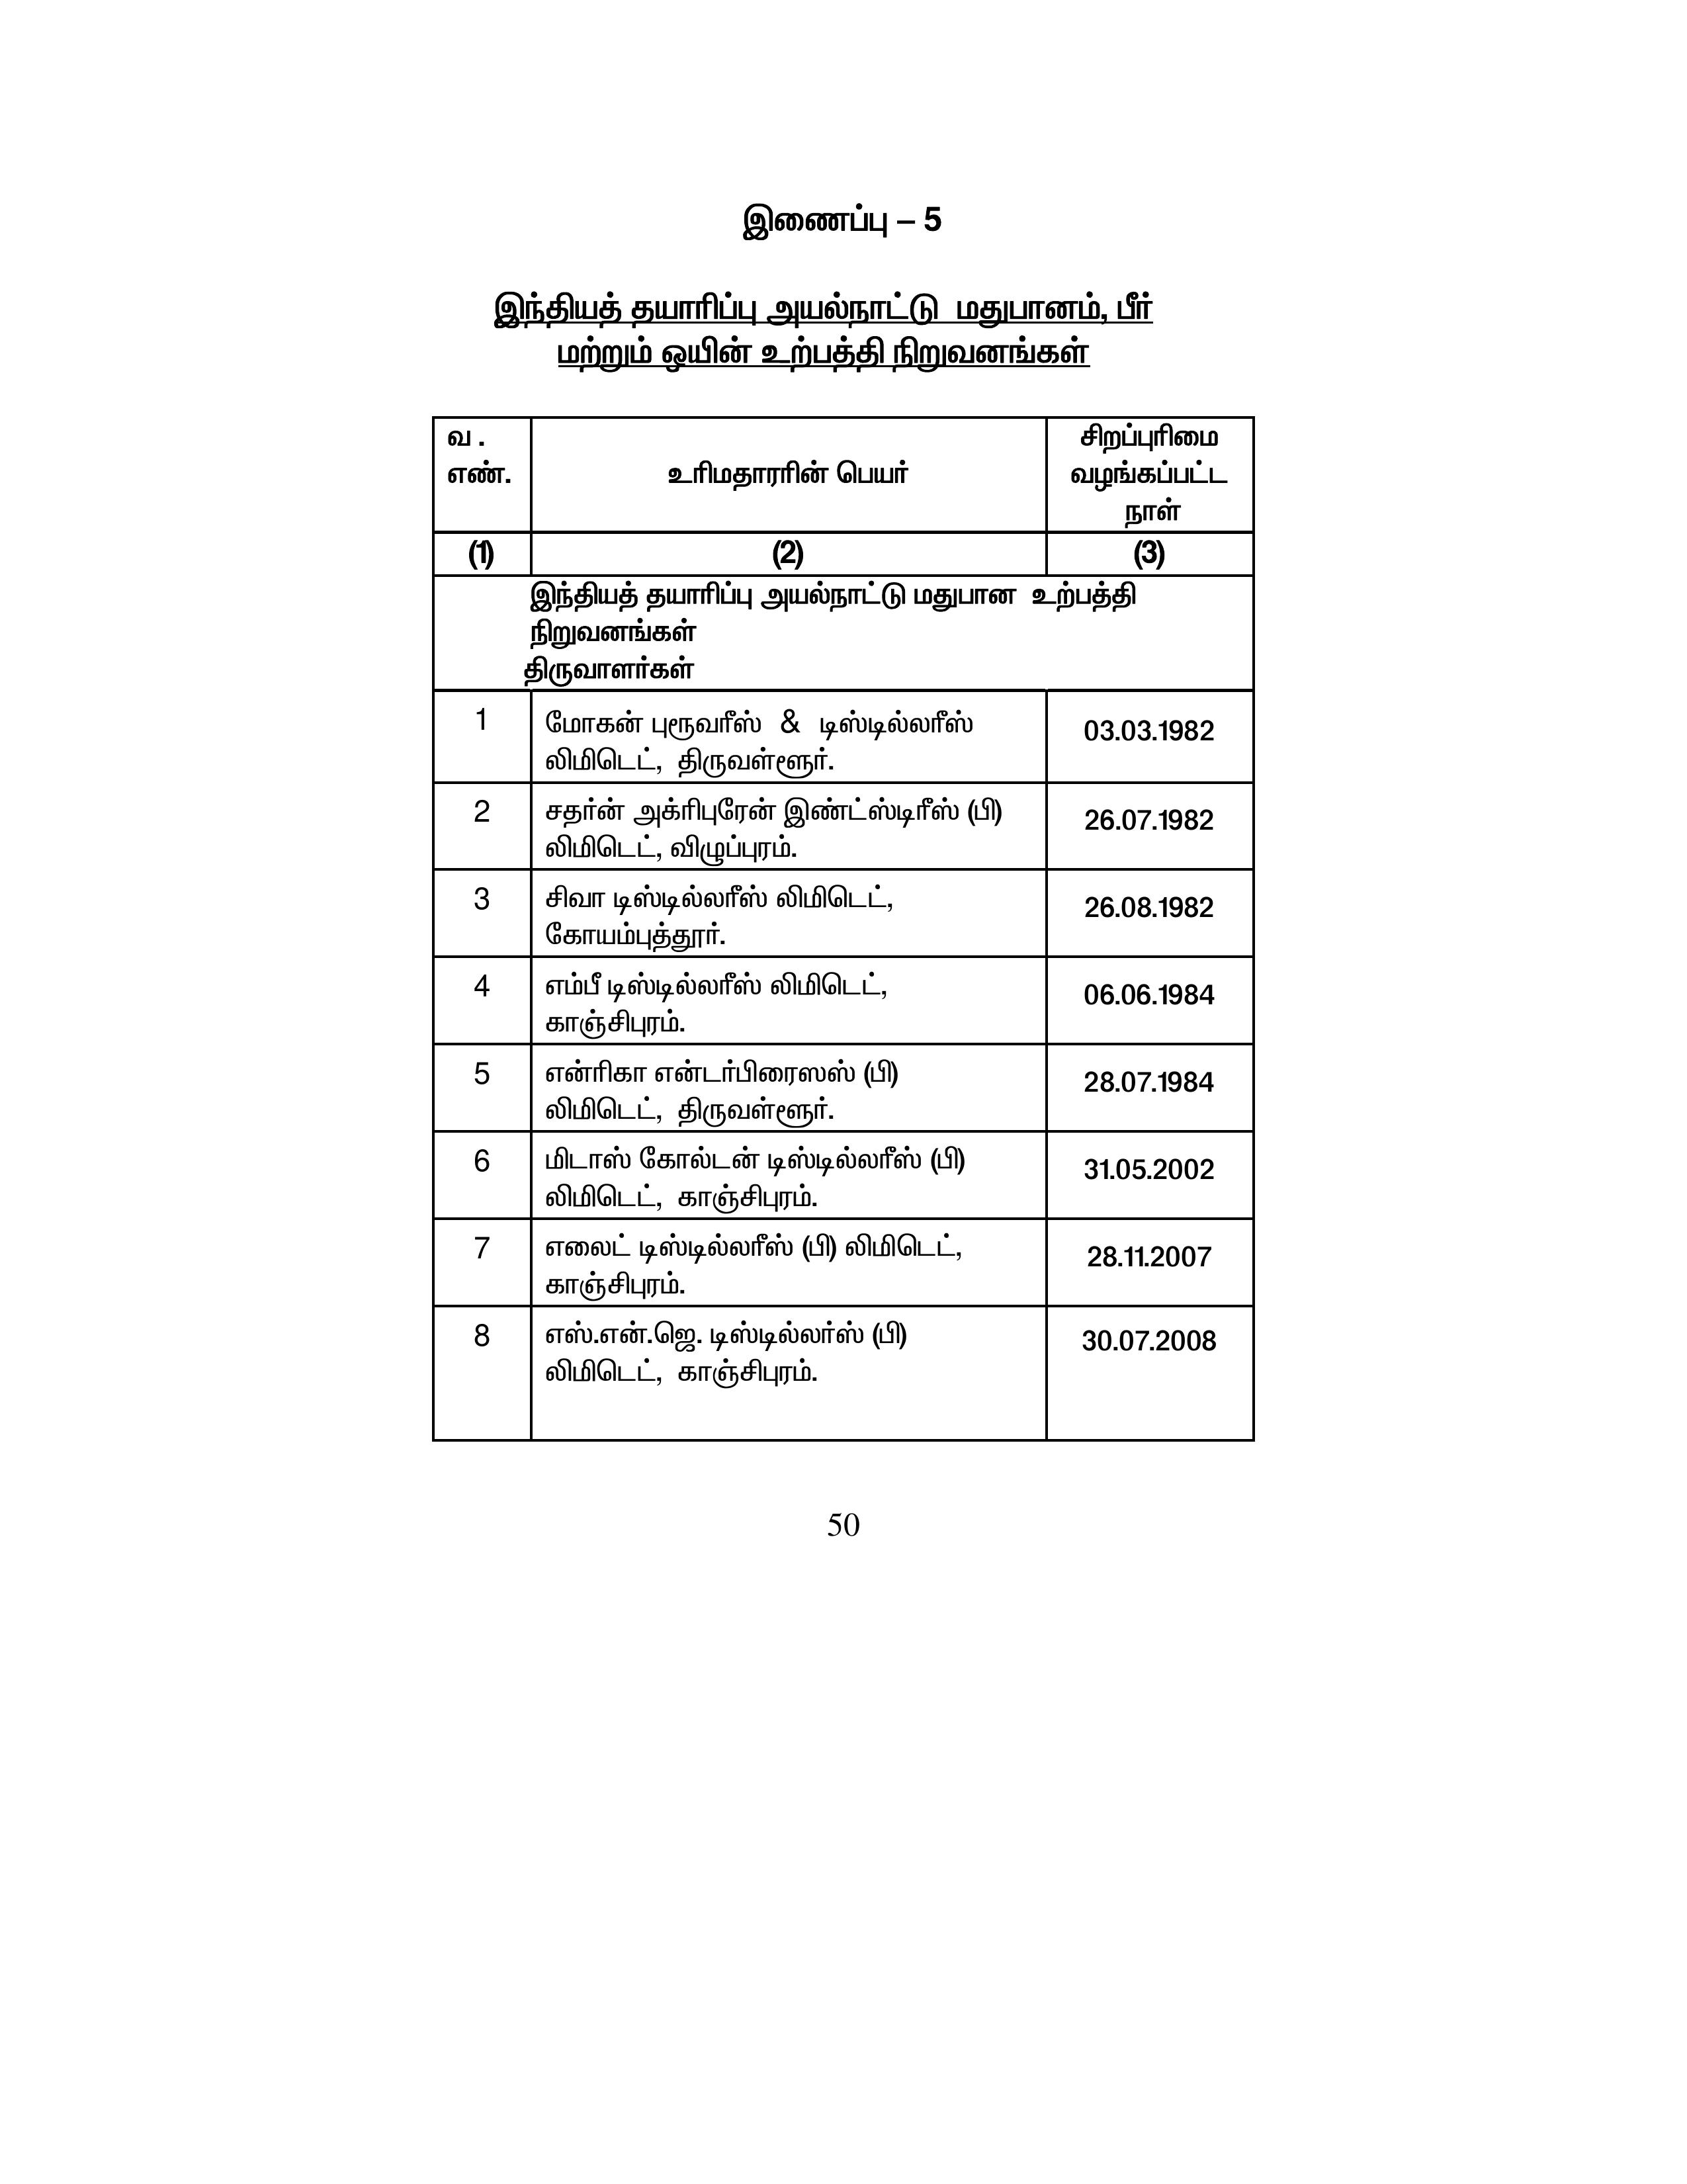 இணைப்பு – 5
இந்தியத் தயாரிப்பு அயல்நாட்டு மதுபானம், பீர்
மற்றும் ஒயின் உற்பத்தி நிறுவனங்கள்
வ .
எண்.
உரிமதாரரின் பெயர்
சிறப்புரிமை
வழங்கப்பட்ட
நாள்
(1) (2) (3)
இந்தியத் தயாரிப்பு அயல்நாட்டு மதுபான உற்பத்தி
நிறுவனங்கள்
திருவாளர்கள்
1 மோகன் புரூவரீஸ் & டிஸ்டில்லரீஸ்
லிமிடெட், திருவள்ளூர்.
03.03.1982
2 சதர்ன் அக்ரிபுரேன் இண்ட்ஸ்டிரீஸ் (பி)
லிமிடெட், விழுப்புரம்.
26.07.1982
3 சிவா டிஸ்டில்லரீஸ் லிமிடெட்,
கோயம்புத்தூர்.
26.08.1982
4 எம்பீ டிஸ்டில்லரீஸ் லிமிடெட்,
காஞ்சிபுரம்.
06.06.1984
5 என்ரிகா என்டர்பிரைஸஸ் (பி)
லிமிடெட், திருவள்ளூர்.
28.07.1984
6 மிடாஸ் கோல்டன் டிஸ்டில்லரீஸ் (பி)
லிமிடெட், காஞ்சிபுரம்.
31.05.2002
7 எலைட் டிஸ்டில்லரீஸ் (பி) லிமிடெட்,
காஞ்சிபுரம்.
28.11.2007
8 எஸ்.என்.ஜெ. டிஸ்டில்லர்ஸ் (பி)
லிமிடெட், காஞ்சிபுரம்.
30.07.2008
50